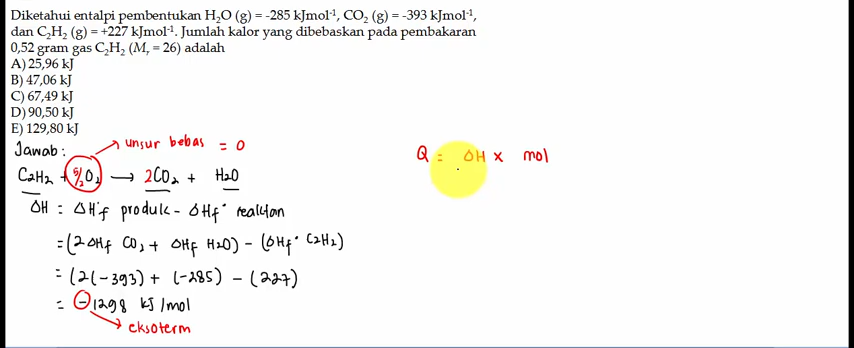 Diketahui entalpi pembentukan H₂O (g) = -285 kJmol⁻¹, CO₂ (g) = -393 kJmol⁻¹,
dan C₂H₂ (g) = +227 kJmol⁻¹. Jumlah kalor yang dibebaskan pada pembakaran
0,52 gram gas C₂H₂ (Mᵣ = 26) adalah
A) 25,96 kJ
B) 47,06 kJ
C) 67,49 kJ
D) 90,50 kJ
E) 129,80 kJ
unsur bebas = 0
Jawab :
C₂H₂ + 5/2 O₂ → 2CO₂ + H₂O
ΔH = ΔH°f produk - ΔHf° reaktan
= (2ΔHf CO₂ + ΔHf H₂O) - (ΔHf° C₂H₂)
= (2(-393) + (-285) - (227)
= -1298 kJ/mol
eksoterm
Q = ΔH × mol